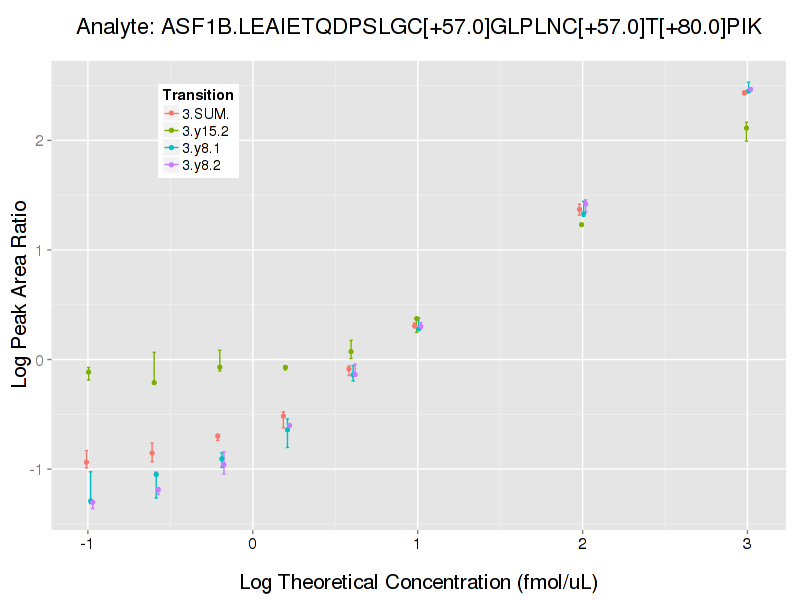 Analyte: ASF1B.LEAIETQDPSLGC[+57.0]GLPLNC[+57.0]T[+80.0]PIK
Transition
3.SUM.
3.y15.2
3.y8.1
3.y8.2
Log Peak Area Ratio
2
1
0
-1
-1 0 1 2 3
Log Theoretical Concentration (fmol/uL)